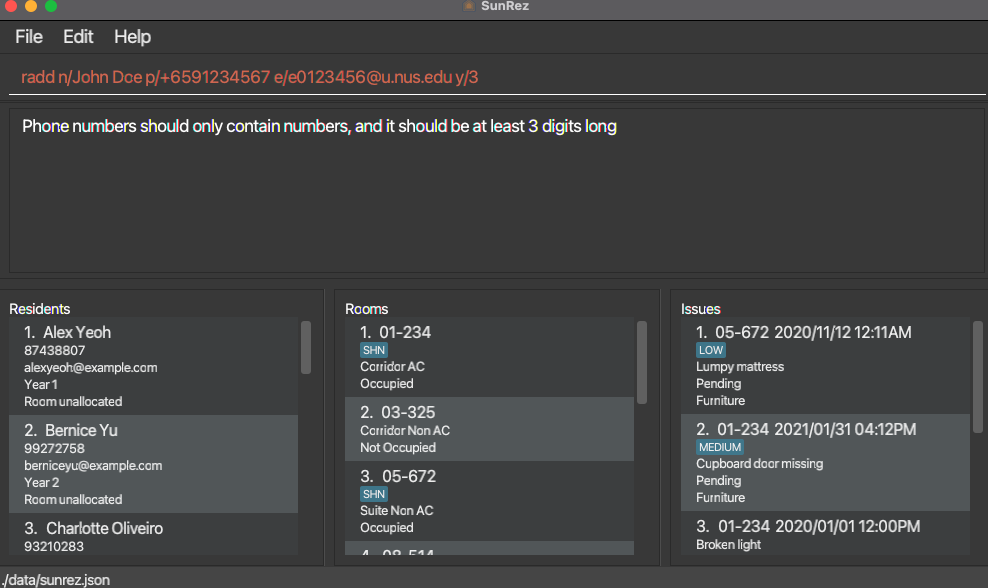 SunRez
File Edit Help
radd n/John Doe p/+6591234567 e/e0123456@u.nus.edu y/3
Phone numbers should only contain numbers, and it should be at least 3 digits long
Residents
1. Alex Yeoh
87438807
alexyeoh@example.com
Year 1
Room unallocated
2. Bernice Yu
99272758
berniceyu@example.com
Year 2
Room unallocated
3. Charlotte Oliveiro
93210283
Rooms
1. 01-234
SHN
Corridor AC
Occupied
2. 03-325
Corridor Non AC
Not Occupied
3. 05-672
SHN
Suite Non AC
Occupied
4. 08-514
Issues
1. 05-672 2020/11/12 12:11AM
LOW
Lumpy mattress
Pending
Furniture
2. 01-234 2021/01/31 04:12PM
MEDIUM
Cupboard door missing
Pending
Furniture
3. 01-234 2020/01/01 12:00PM
Broken light
./data/sunrez.json